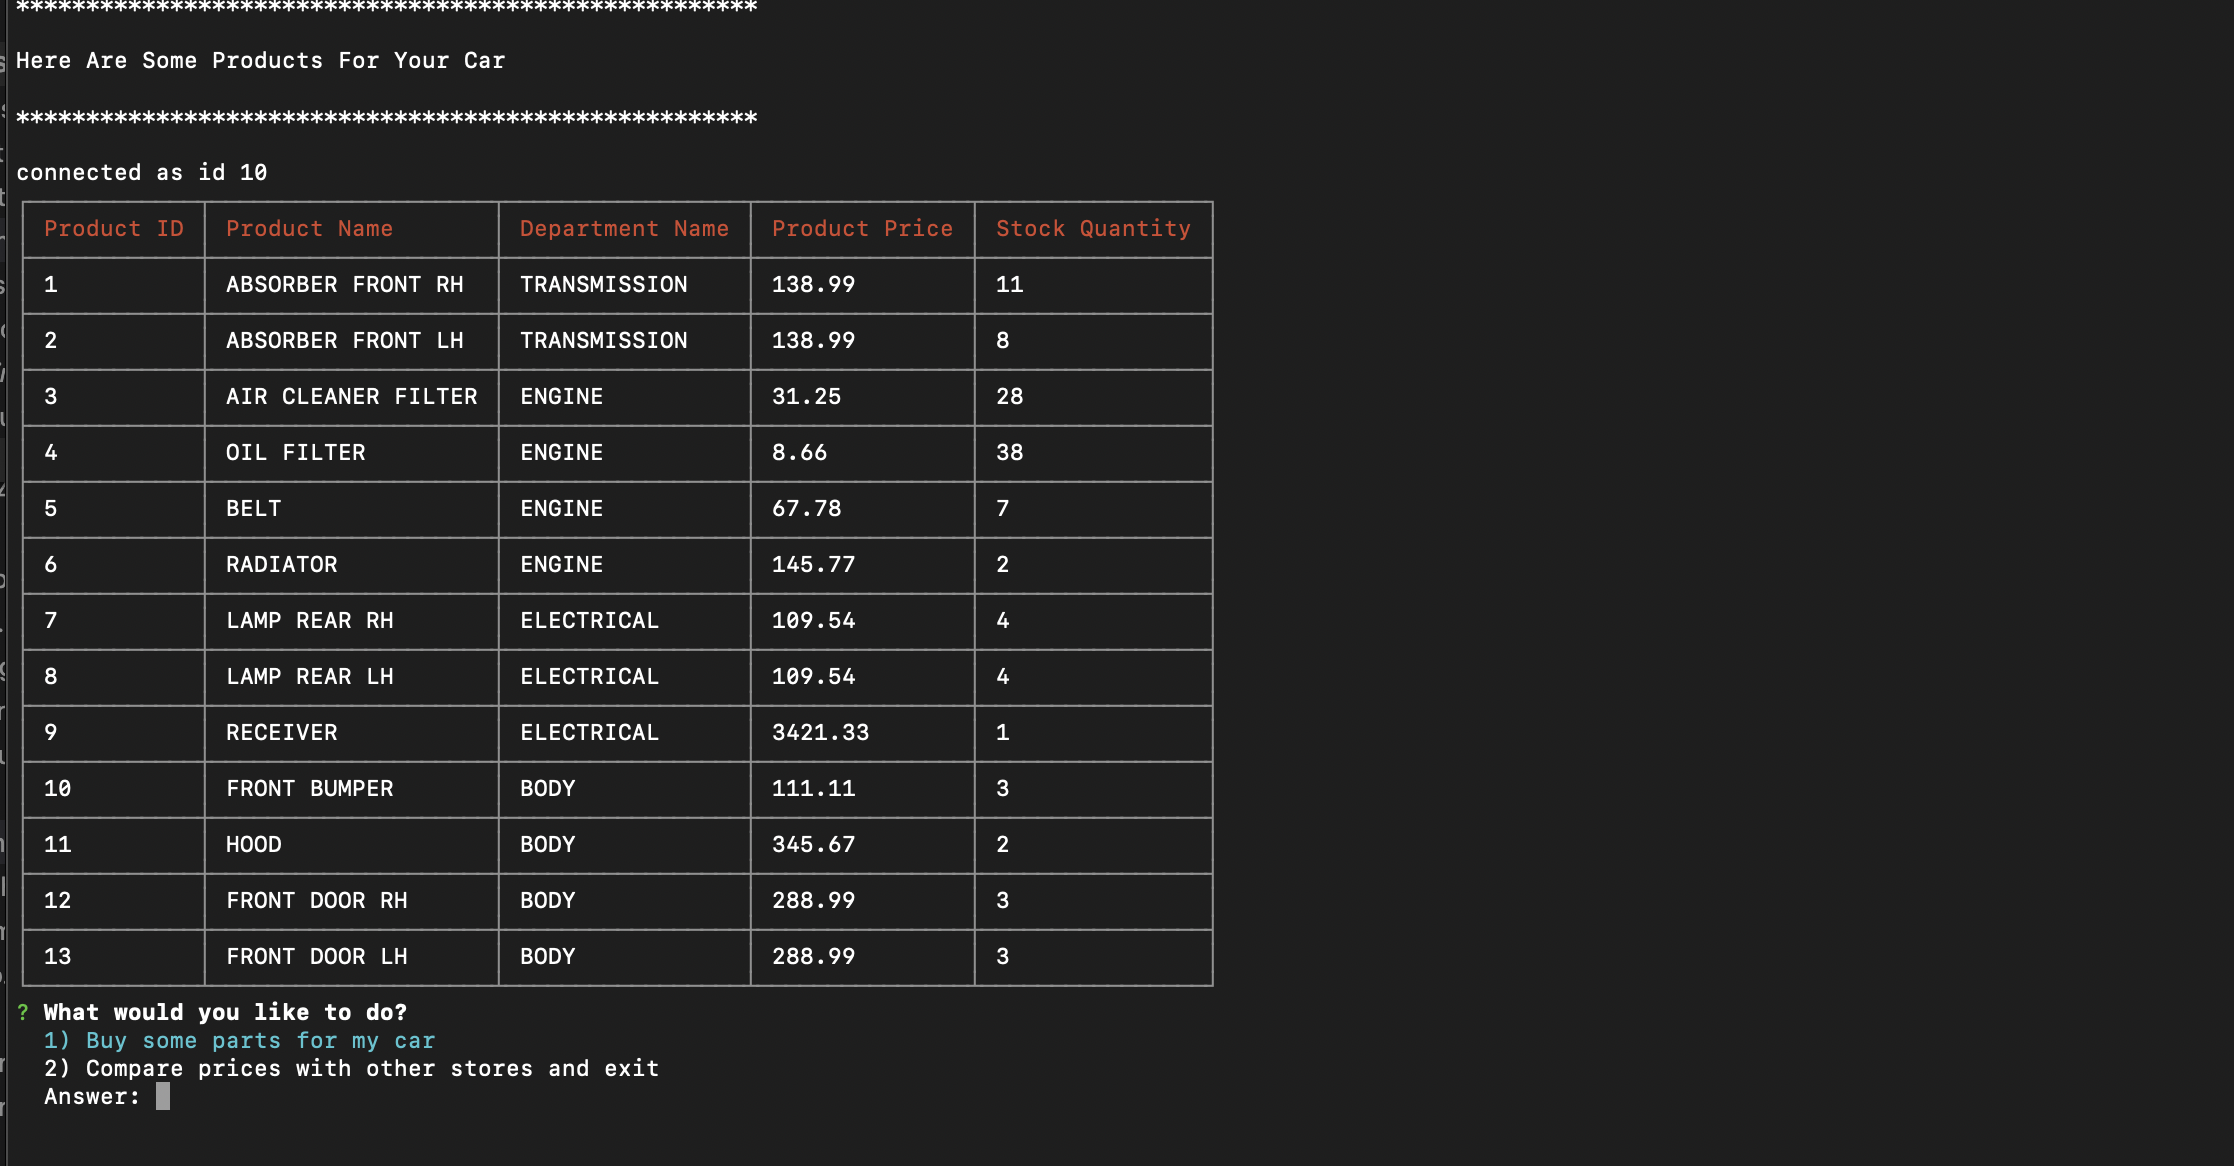 *****************************************************
Here Are Some Products For Your Car
*****************************************************
connected as id 10
Product ID Product Name Department Name Product Price Stock Quantity
1 ABSORBER FRONT RH TRANSMISSION 138.99 11
2 ABSORBER FRONT LH TRANSMISSION 138.99 8
3 AIR CLEANER FILTER ENGINE 31.25 28
4 OIL FILTER ENGINE 8.66 38
5 BELT ENGINE 67.78 7
6 RADIATOR ENGINE 145.77 2
7 LAMP REAR RH ELECTRICAL 109.54 4
8 LAMP REAR LH ELECTRICAL 109.54 4
9 RECEIVER ELECTRICAL 3421.33 1
10 FRONT BUMPER BODY 111.11 3
11 HOOD BODY 345.67 2
12 FRONT DOOR RH BODY 288.99 3
13 FRONT DOOR LH BODY 288.99 3
? What would you like to do?
1) Buy some parts for my car
2) Compare prices with other stores and exit
Answer: